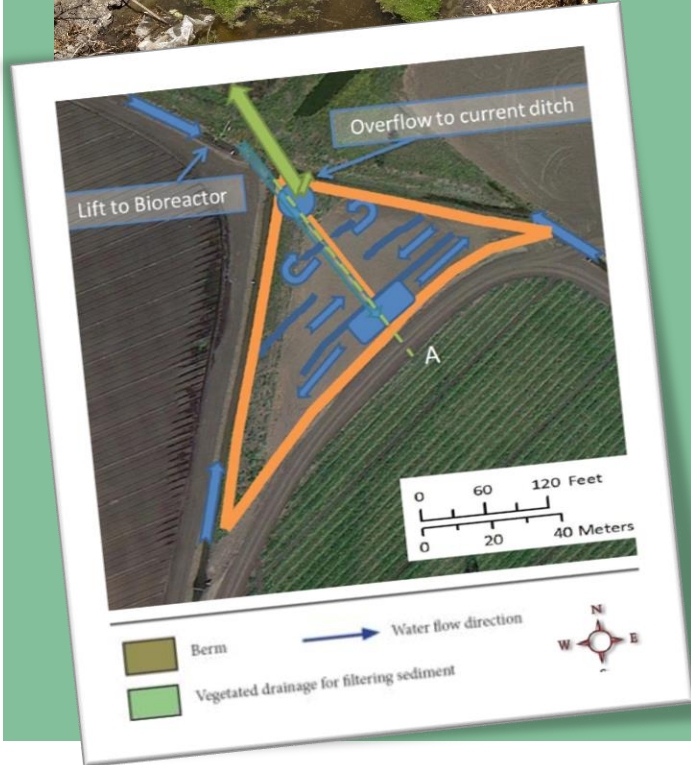 Overflow to current ditch
Lift to Bioreactor
A
0 60 120 Feet
0 20 40 Meters
Berm
Water flow direction
Vegetated drainage for filtering sediment
N
W E